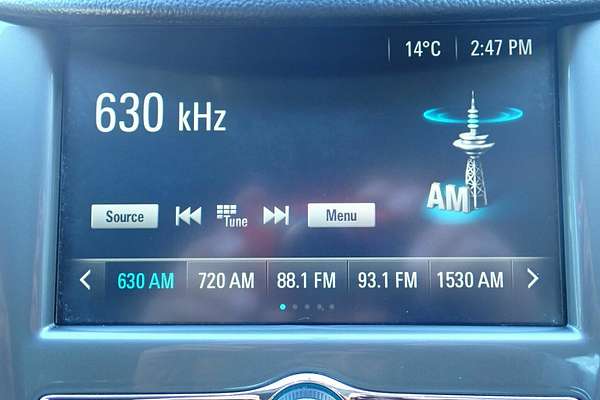 14°C 2:47 PM
630 kHz
AM
Source Tune Menu
630 AM 720 AM 88.1 FM 93.1 FM 1530 AM